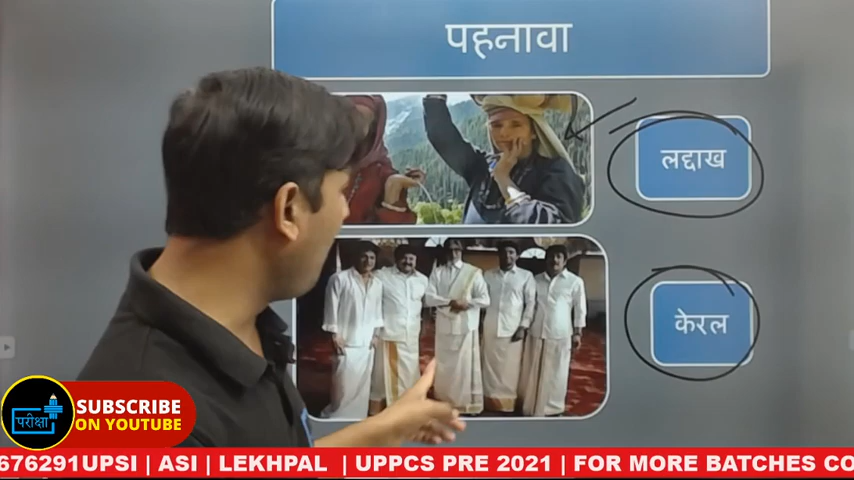 पहनावा
लद्दाख
केरल
परीक्षा
SUBSCRIBE
ON YOUTUBE
676291UPSI | ASI | LEKHPAL | UPPCS PRE 2021 | FOR MORE BATCHES CO